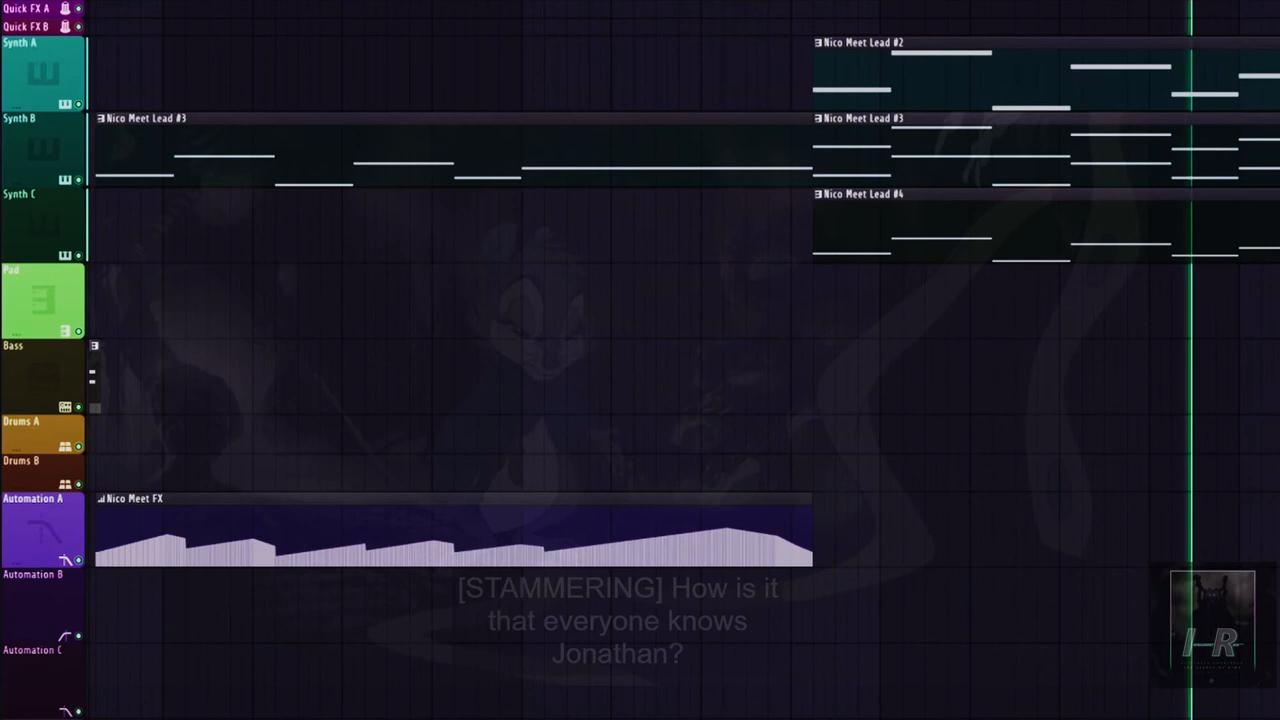 Quick FX A
Quick FX B
Synth A
Nico Meet Lead #2
Synth B
Nico Meet Lead #3
Nico Meet Lead #3
Synth C
Nico Meet Lead #4
Pad
Bass
Drums A
Drums B
Automation A
Nico Meet FX
Automation B
[STAMMERING] How is it
that everyone knows
Jonathan?
Automation C
I-R